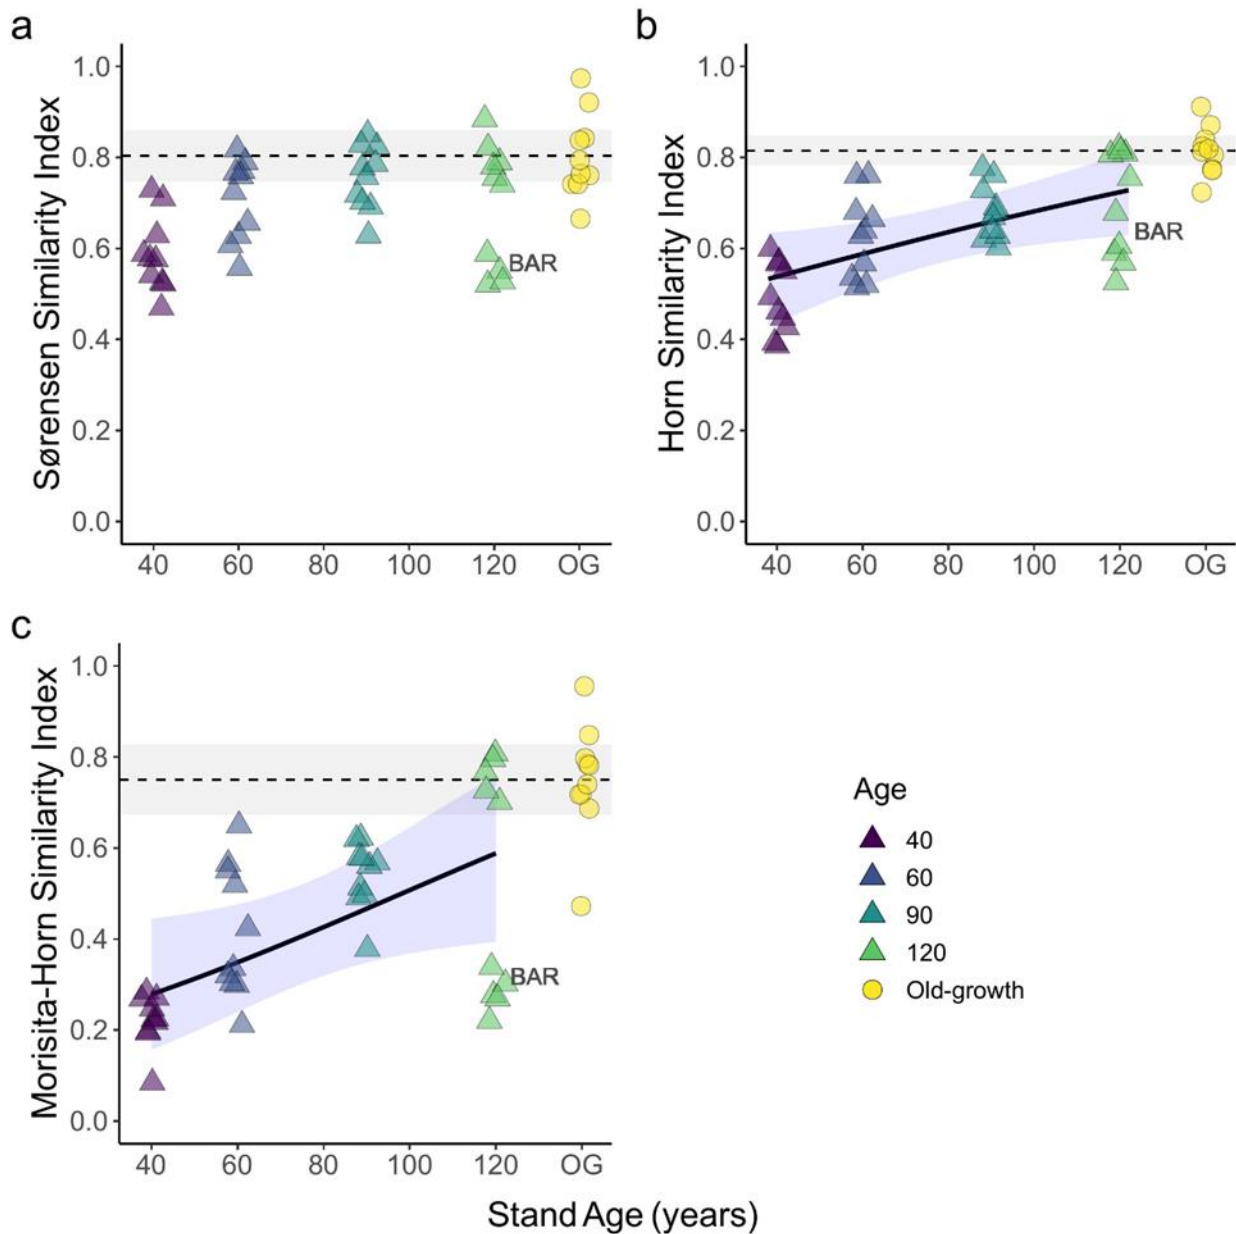 a
Sørensen Similarity Index
1.0
0.8
0.6
0.4
0.2
0.0
BAR
40 60 80 100 120 OG
b
Horn Similarity Index
1.0
0.8
0.6
0.4
0.2
0.0
BAR
40 60 80 100 120 OG
c
Morisita-Horn Similarity Index
1.0
0.8
0.6
0.4
0.2
0.0
BAR
40 60 80 100 120 OG
Age
40
60
90
120
Old-growth
Stand Age (years)